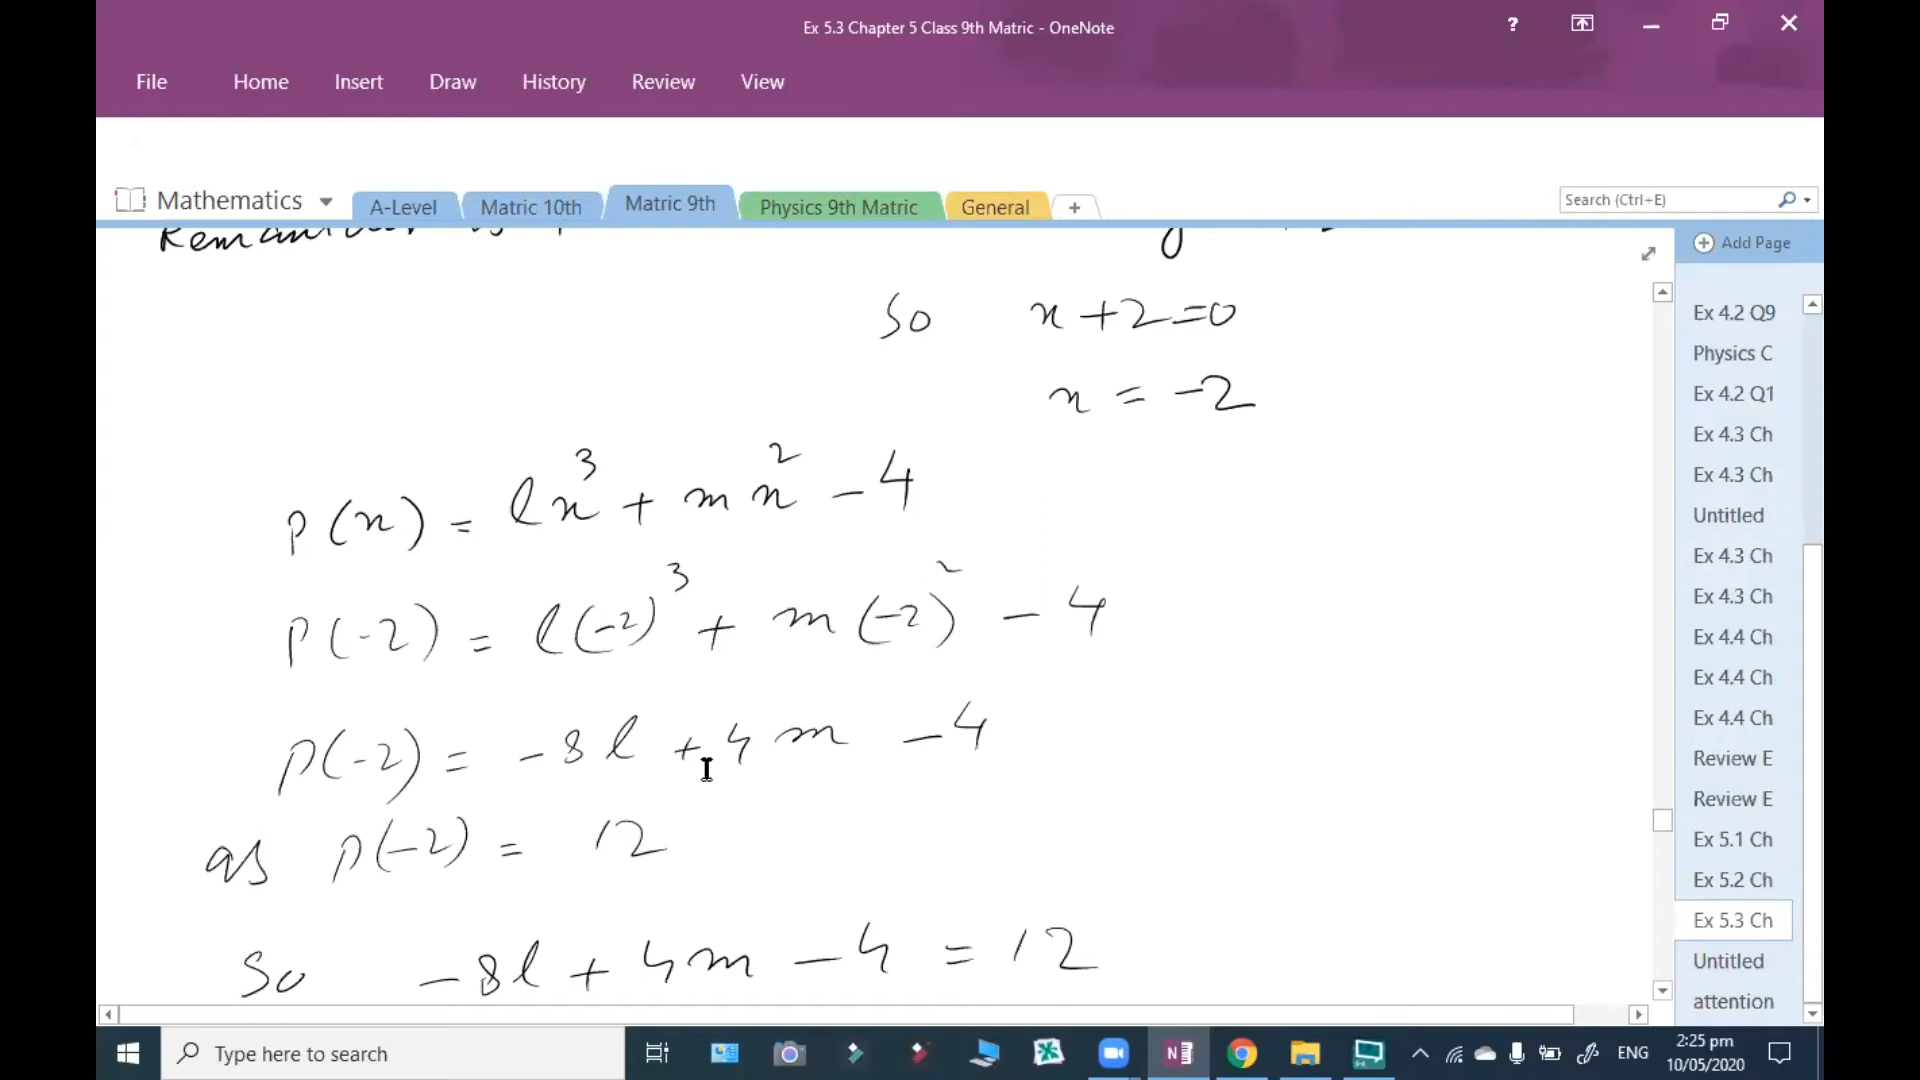 Ex 5.3 Chapter 5 Class 9th Matric - OneNote
?
File Home Insert Draw History Review View
Mathematics A-Level Matric 10th Matric 9th Physics 9th Matric General +
Search (Ctrl+E)
Add Page
So x+2=0
x = -2
P(x) = lx³ + mx² - 4
P(-2) = l(-2)³ + m(-2)² - 4
P(-2) = -8l + 4m - 4
as P(-2) = 12
So -8l + 4m - 4 = 12
Ex 4.2 Q9
Physics C
Ex 4.2 Q1
Ex 4.3 Ch
Ex 4.3 Ch
Untitled
Ex 4.3 Ch
Ex 4.3 Ch
Ex 4.4 Ch
Ex 4.4 Ch
Ex 4.4 Ch
Review E
Review E
Ex 5.1 Ch
Ex 5.2 Ch
Ex 5.3 Ch
Untitled
attention
Type here to search
N
ENG
2:25 pm
10/05/2020